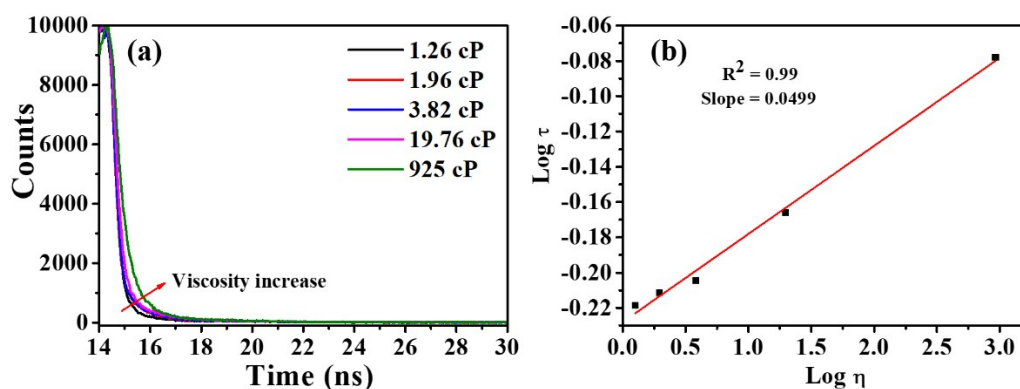 (a)
1.26 cP
1.96 cP
3.82 cP
19.76 cP
925 cP
Viscosity increase
Counts
10000
8000
6000
4000
2000
0
14 16 18 20 22 24 26 28 30
Time (ns)
(b)
R² = 0.99
Slope = 0.0499
Log τ
-0.06
-0.08
-0.10
-0.12
-0.14
-0.16
-0.18
-0.20
-0.22
0.0 0.5 1.0 1.5 2.0 2.5 3.0
Log η